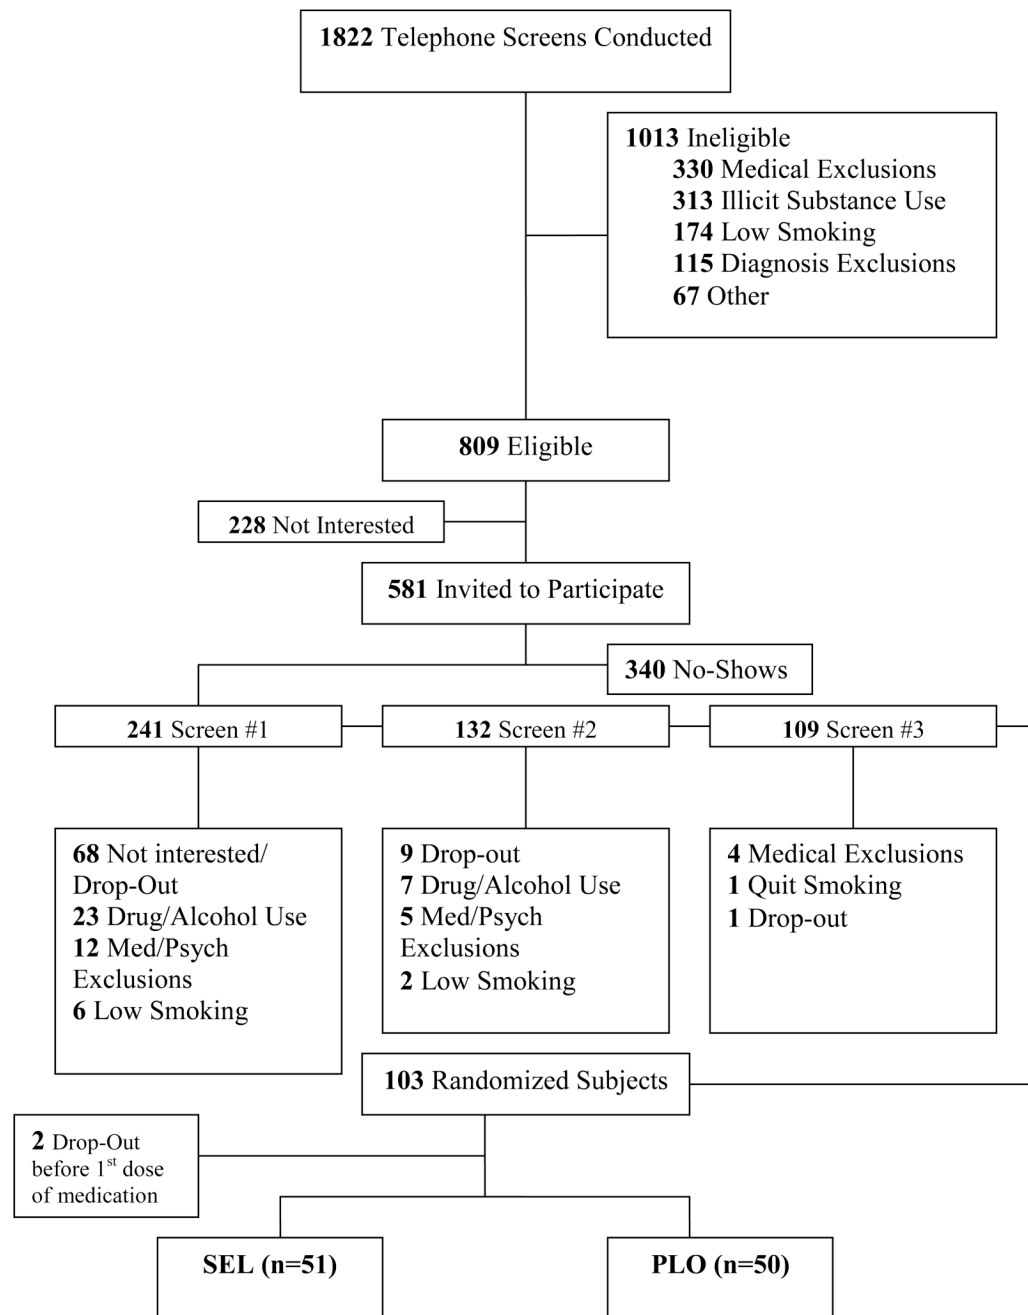 1822 Telephone Screens Conducted
1013 Ineligible
330 Medical Exclusions
313 Illicit Substance Use
174 Low Smoking
115 Diagnosis Exclusions
67 Other
809 Eligible
228 Not Interested
581 Invited to Participate
340 No-Shows
241 Screen #1
132 Screen #2
109 Screen #3
68 Not interested/
Drop-Out
23 Drug/Alcohol Use
12 Med/Psych
Exclusions
6 Low Smoking
9 Drop-out
7 Drug/Alcohol Use
5 Med/Psych
Exclusions
2 Low Smoking
4 Medical Exclusions
1 Quit Smoking
1 Drop-out
103 Randomized Subjects
2 Drop-Out
before 1st dose
of medication
SEL (n=51)
PLO (n=50)